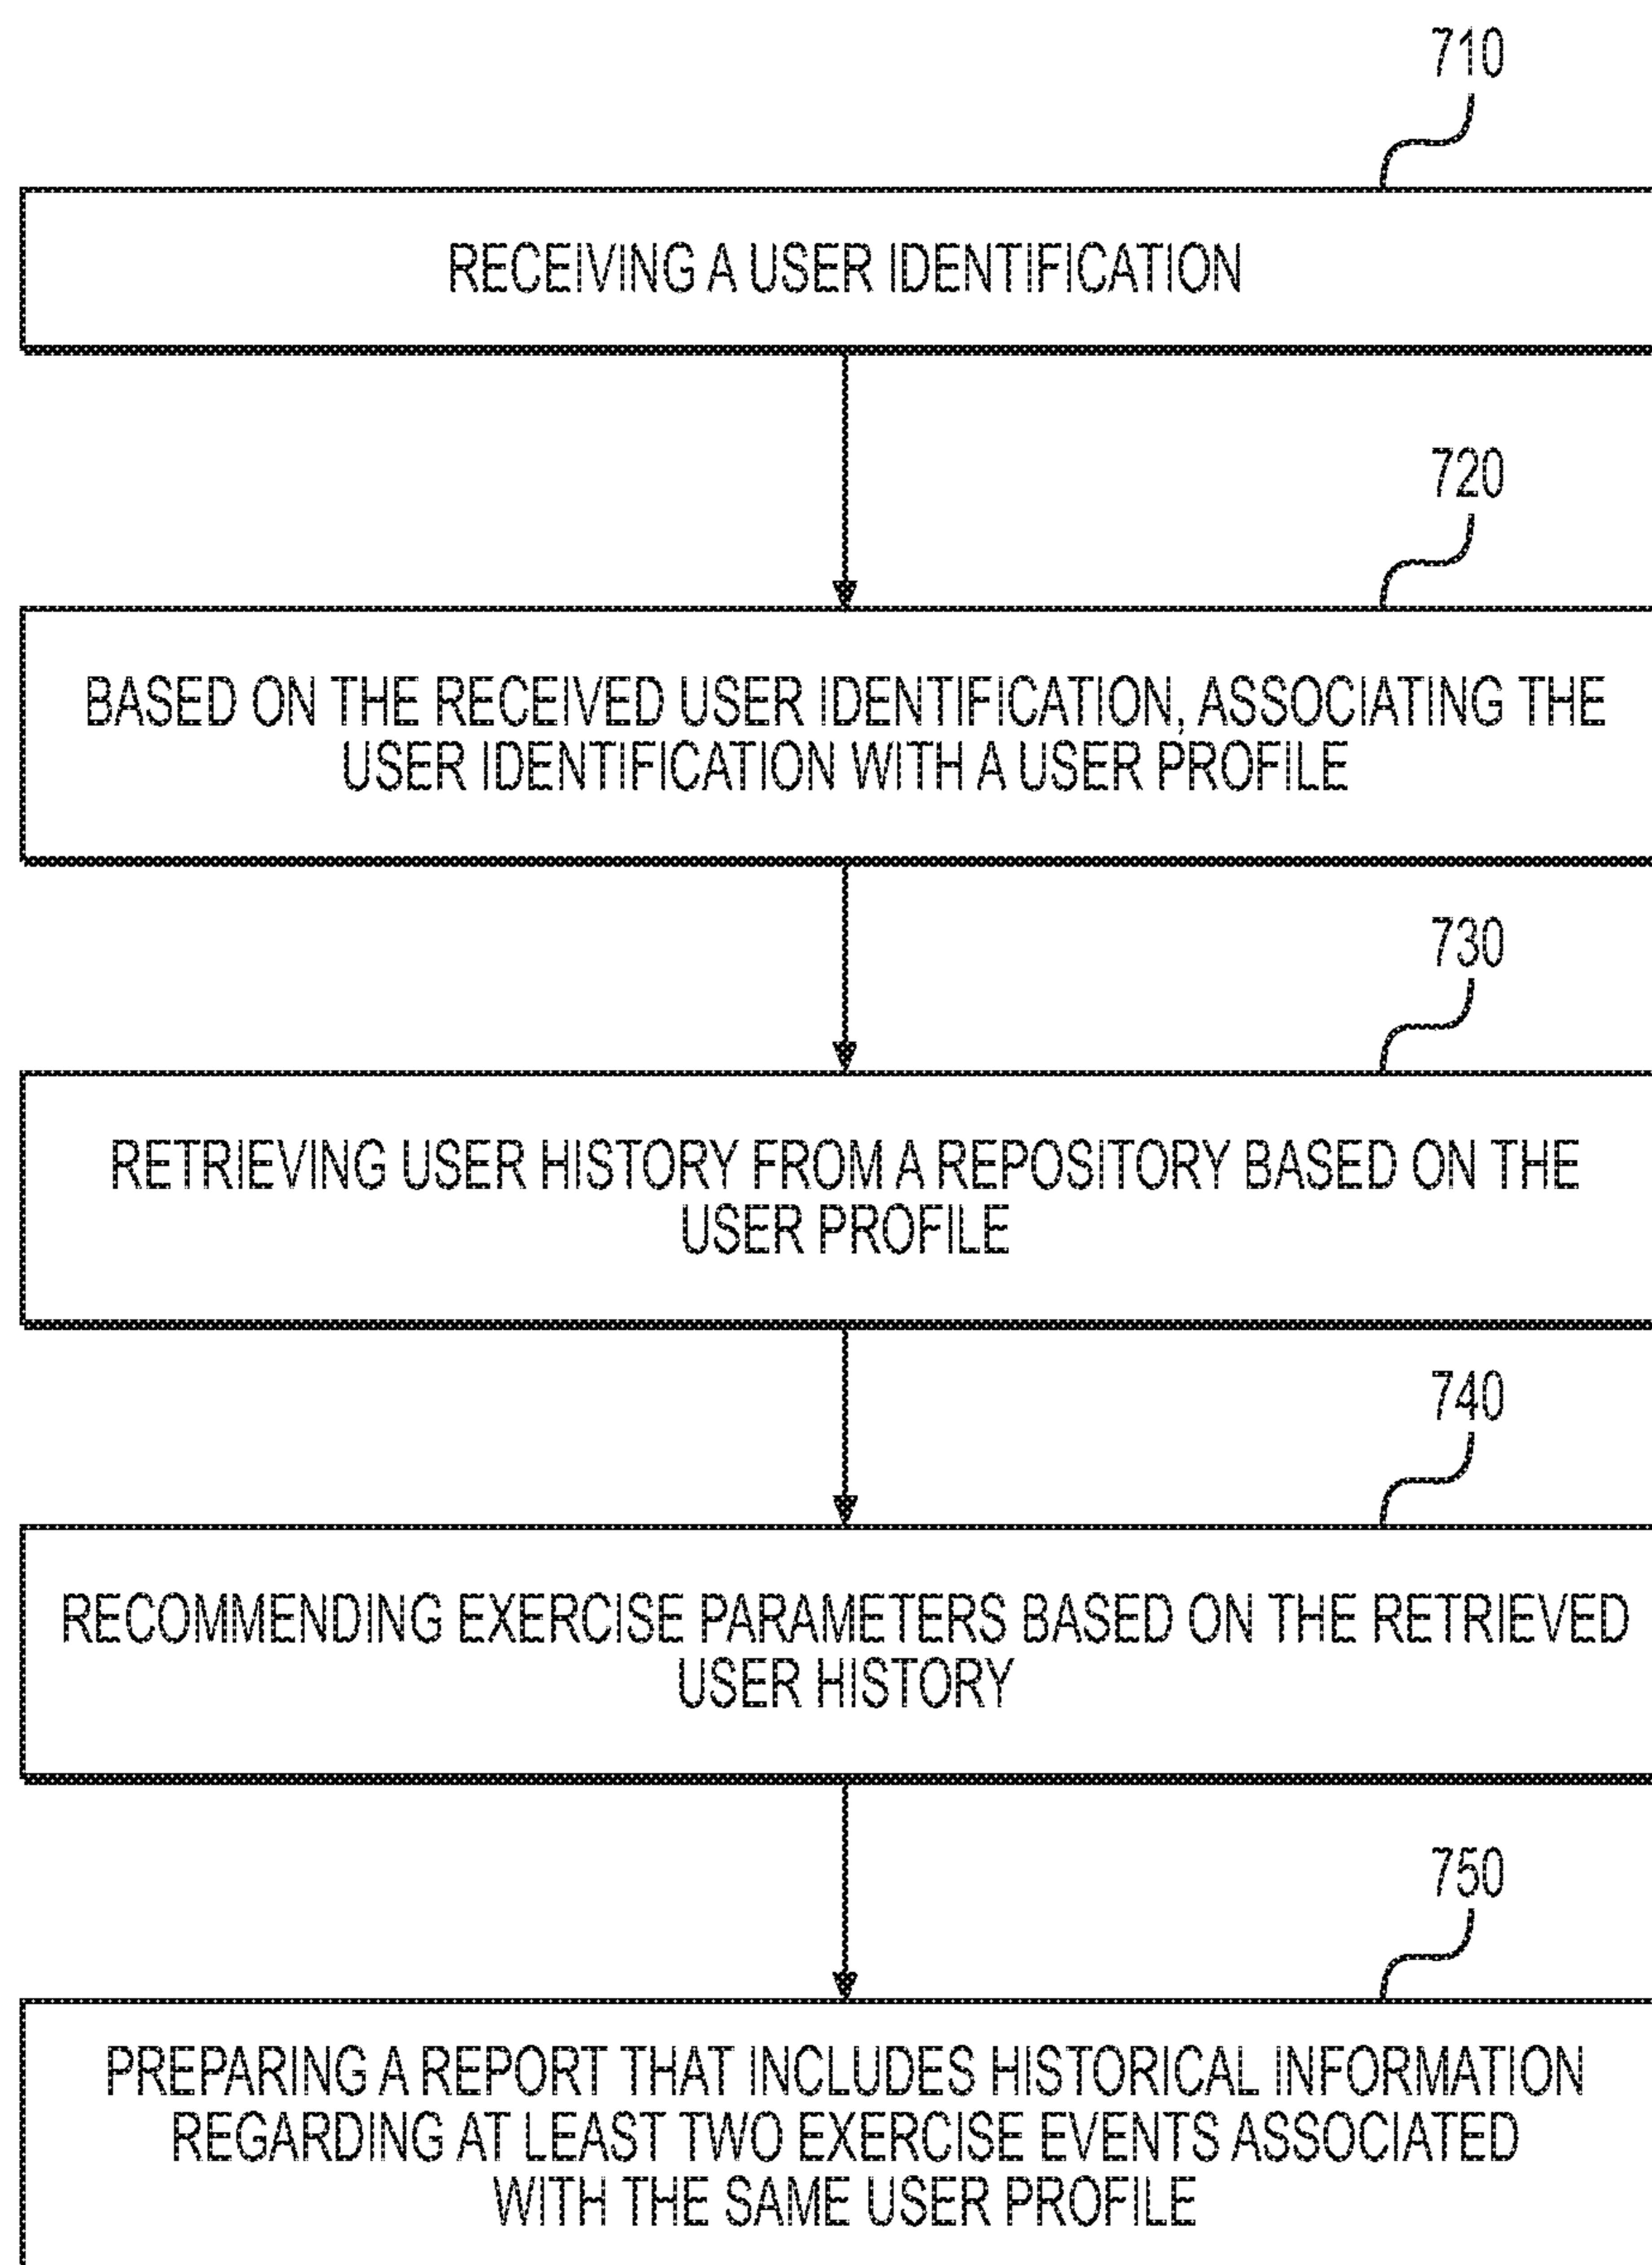 710
RECEIVING A USER IDENTIFICATION
720
BASED ON THE RECEIVED USER IDENTIFICATION, ASSOCIATING THE
USER IDENTIFICATION WITH A USER PROFILE
730
RETRIEVING USER HISTORY FROM A REPOSITORY BASED ON THE
USER PROFILE
740
RECOMMENDING EXERCISE PARAMETERS BASED ON THE RETRIEVED
USER HISTORY
750
PREPARING A REPORT THAT INCLUDES HISTORICAL INFORMATION
REGARDING AT LEAST TWO EXERCISE EVENTS ASSOCIATED
WITH THE SAME USER PROFILE